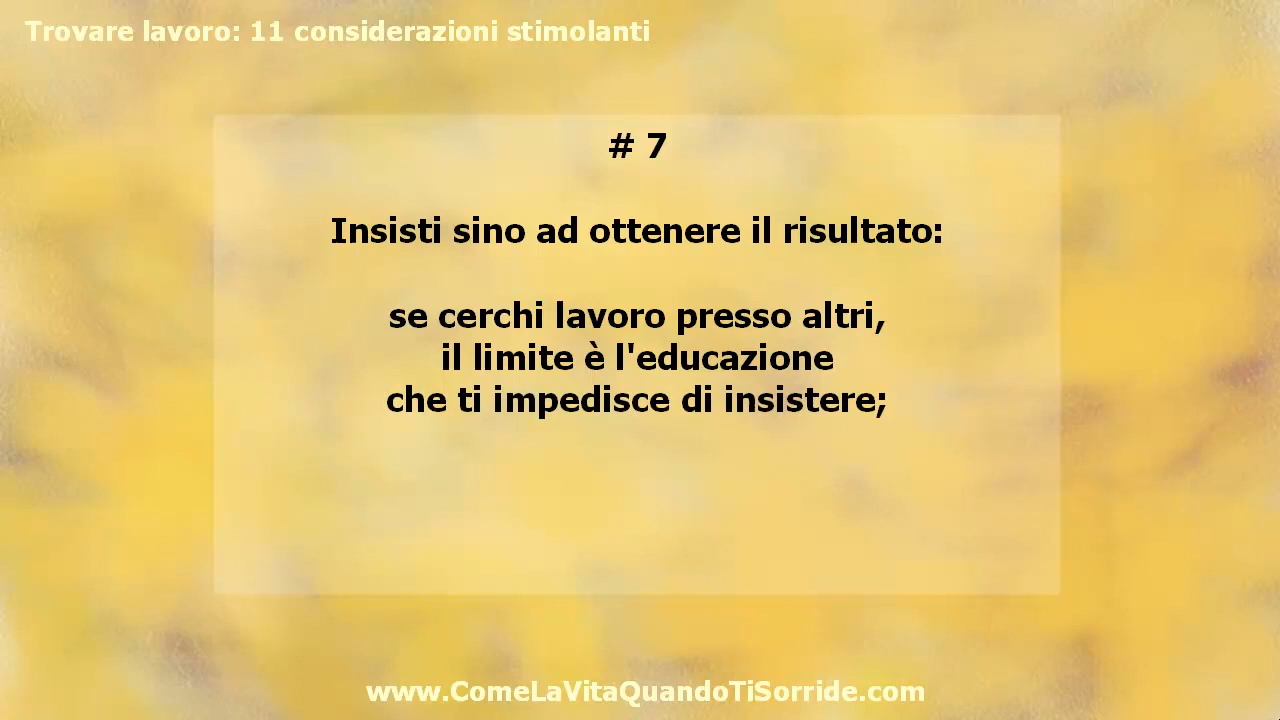 Trovare lavoro: 11 considerazioni stimolanti
# 7
Insisti sino ad ottenere il risultato:
se cerchi lavoro presso altri,
il limite è l'educazione
che ti impedisce di insistere;
www.ComeLaVitaQuandoTiSorride.com